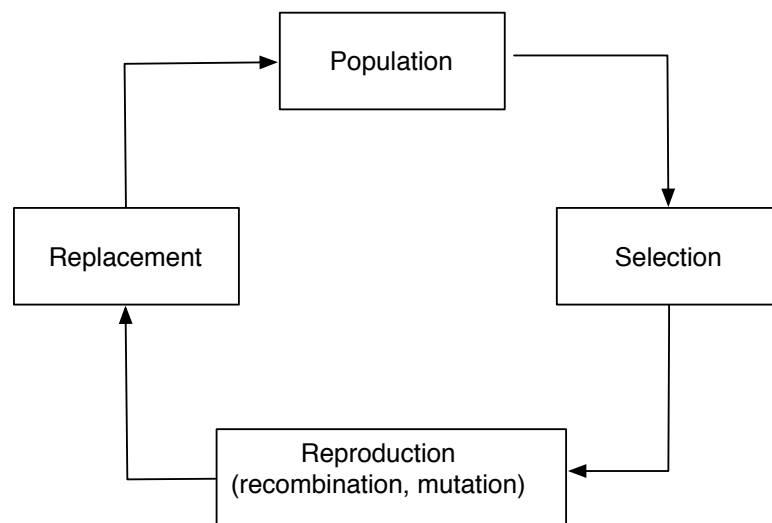 Population
Replacement
Selection
Reproduction
(recombination, mutation)